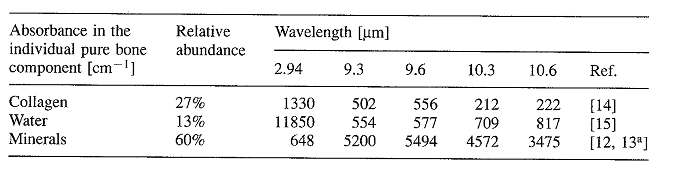 Absorbance in the Relative Wavelength [μm]
individual pure bone abundance
component [cm⁻¹] 2.94 9.3 9.6 10.3 10.6 Ref.
Collagen 27% 1330 502 556 212 222 [14]
Water 13% 11850 554 577 709 817 [15]
Minerals 60% 648 5200 5494 4572 3475 [12, 13ᵃ]